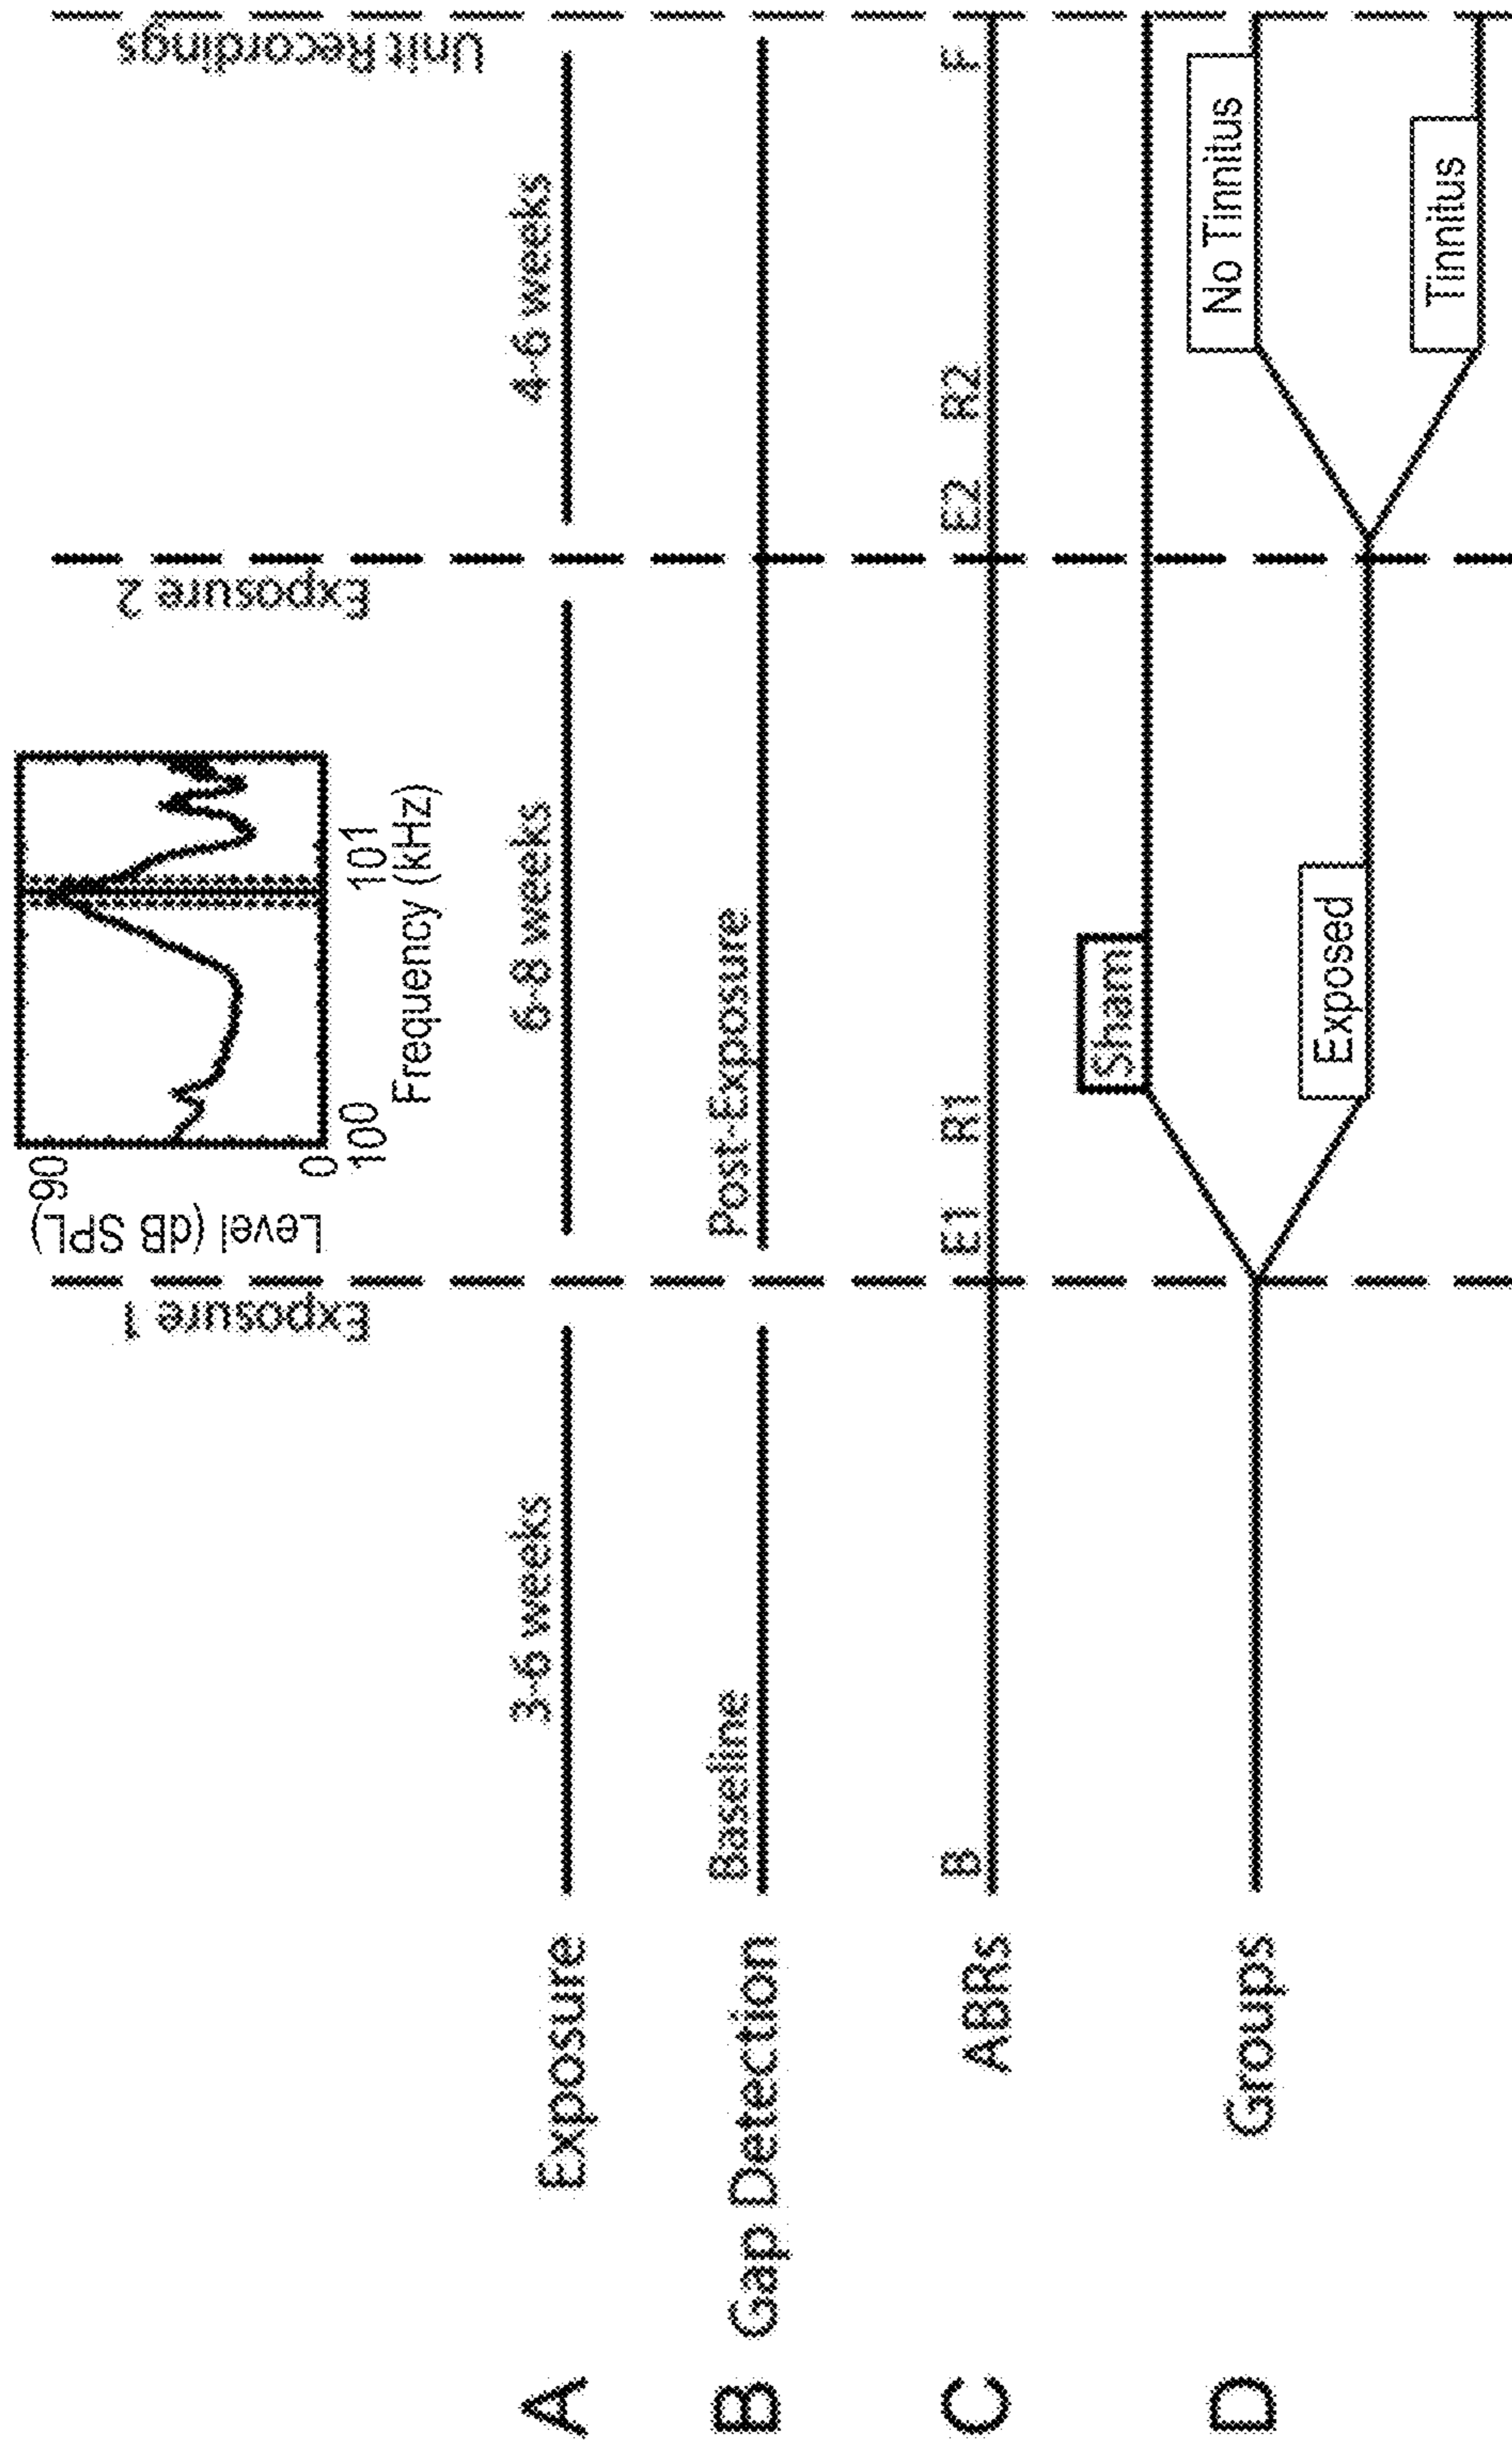 Exposure 1
Exposure 2
Unit Recordings
Level (dB SPL)
90
0
100 101
Frequency (kHz)
A Exposure 3-6 weeks 6-8 weeks 4-6 weeks
B Gap Detection Baseline Post-Exposure
C ABRs B E1 R1 E2 R2 F
Sham
No Tinnitus
D Groups
Exposed
Tinnitus